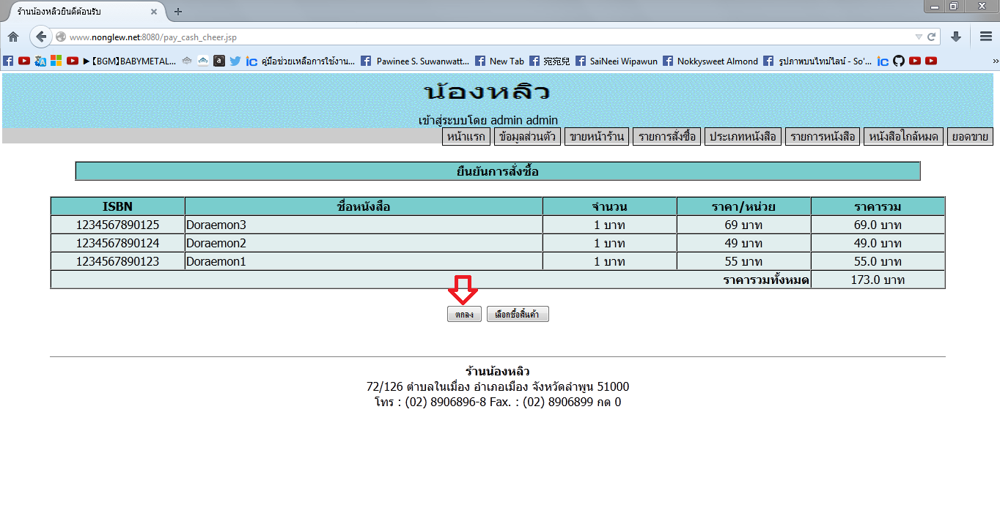 ร้านน้องหลิวยินดีต้อนรับ
www.nonglew.net:8080/pay_cash_cheer.jsp
►【BGM】BABYMETAL... a ic คู่มือช่วยเหลือการใช้งาน... Pawinee S. Suwanwatt... New Tab 宛宛兒 SaiNeei Wipawun Nokkysweet Almond รูปภาพบนไทม์ไลน์ - So'... ic »
น้องหลิว
เข้าสู่ระบบโดย admin admin
หน้าแรก ข้อมูลส่วนตัว ขายหน้าร้าน รายการสั่งซื้อ ประเภทหนังสือ รายการหนังสือ หนังสือใกล้หมด ยอดขาย
ยืนยันการสั่งซื้อ
ISBN ชื่อหนังสือ จำนวน ราคา/หน่วย ราคารวม
1234567890125 Doraemon3 1 บาท 69 บาท 69.0 บาท
1234567890124 Doraemon2 1 บาท 49 บาท 49.0 บาท
1234567890123 Doraemon1 1 บาท 55 บาท 55.0 บาท
ราคารวมทั้งหมด 173.0 บาท
ตกลง เลือกซื้อสินค้า
ร้านน้องหลิว
72/126 ตำบลในเมื่อง อำเภอเมือง จังหวัดลำพูน 51000
โทร : (02) 8906896-8 Fax. : (02) 8906899 กด 0